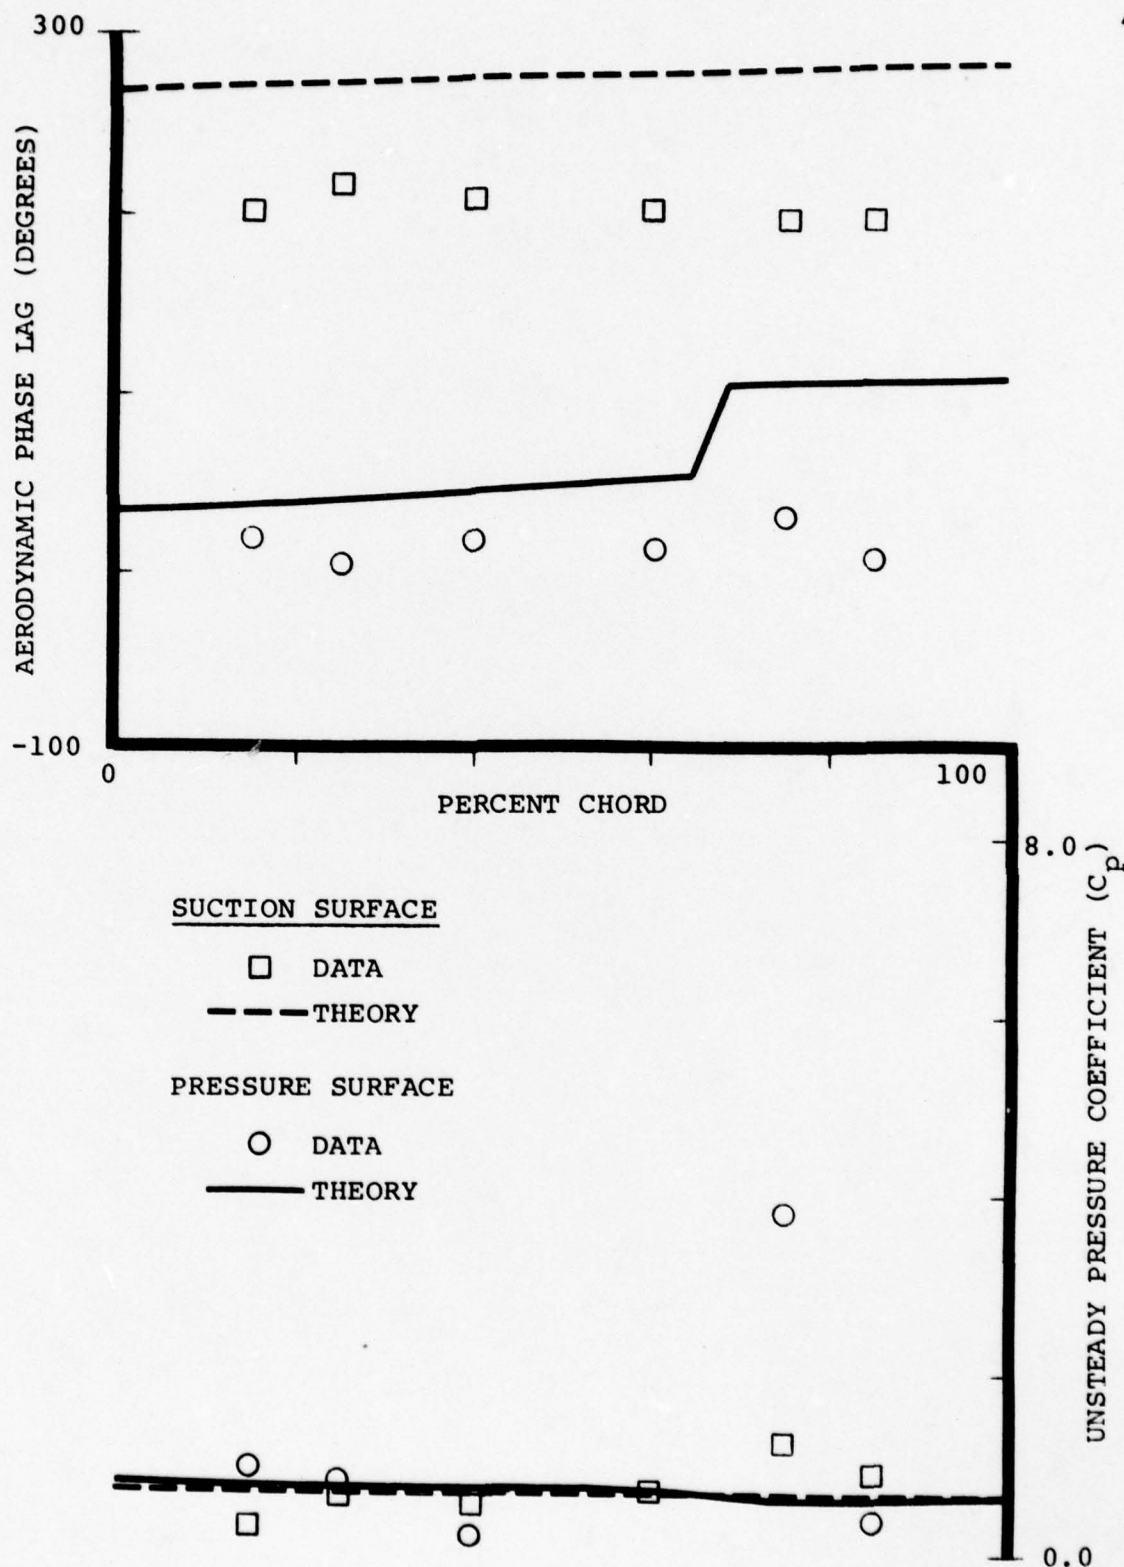 300
AERODYNAMIC PHASE LAG (DEGREES)
-100
0
100
PERCENT CHORD
8.0
UNSTEADY PRESSURE COEFFICIENT (Cp)
SUCTION SURFACE
DATA
THEORY
PRESSURE SURFACE
DATA
THEORY
0.0